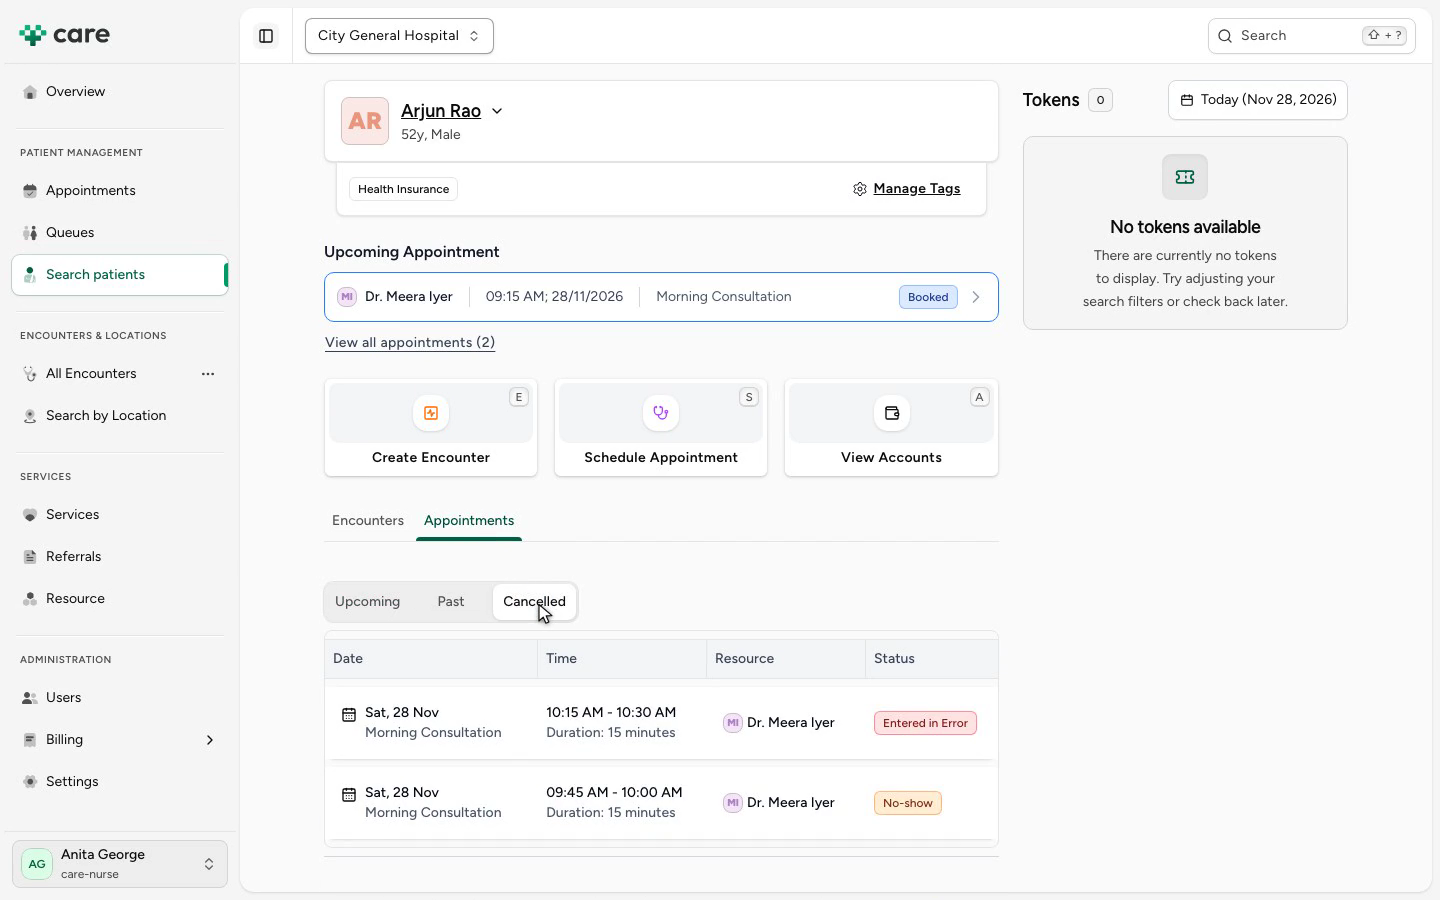 care
City General Hospital
Search
+ ?
Overview
PATIENT MANAGEMENT
Appointments
Queues
Search patients
ENCOUNTERS & LOCATIONS
All Encounters
Search by Location
SERVICES
Services
Referrals
Resource
ADMINISTRATION
Users
Billing
Settings
AG
Anita George
care-nurse
AR
Arjun Rao
52y, Male
Health Insurance
Manage Tags
Upcoming Appointment
MI Dr. Meera Iyer 09:15 AM; 28/11/2026 Morning Consultation Booked
View all appointments (2)
E
Create Encounter
S
Schedule Appointment
A
View Accounts
Encounters Appointments
Upcoming Past Cancelled
Date Time Resource Status
Sat, 28 Nov 10:15 AM - 10:30 AM MI Dr. Meera Iyer Entered in Error
Morning Consultation Duration: 15 minutes
Sat, 28 Nov 09:45 AM - 10:00 AM MI Dr. Meera Iyer No-show
Morning Consultation Duration: 15 minutes
Tokens 0 Today (Nov 28, 2026)
No tokens available
There are currently no tokens
to display. Try adjusting your
search filters or check back later.